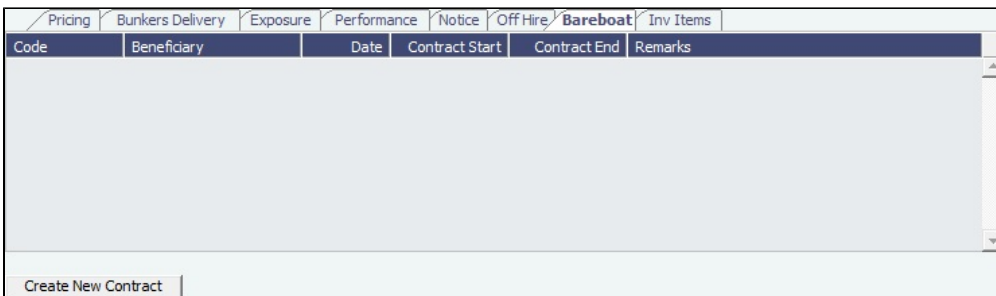 Pricing Bunkers Delivery Exposure Performance Notice Off Hire Bareboat Inv Items
Code Beneficiary Date Contract Start Contract End Remarks
Create New Contract